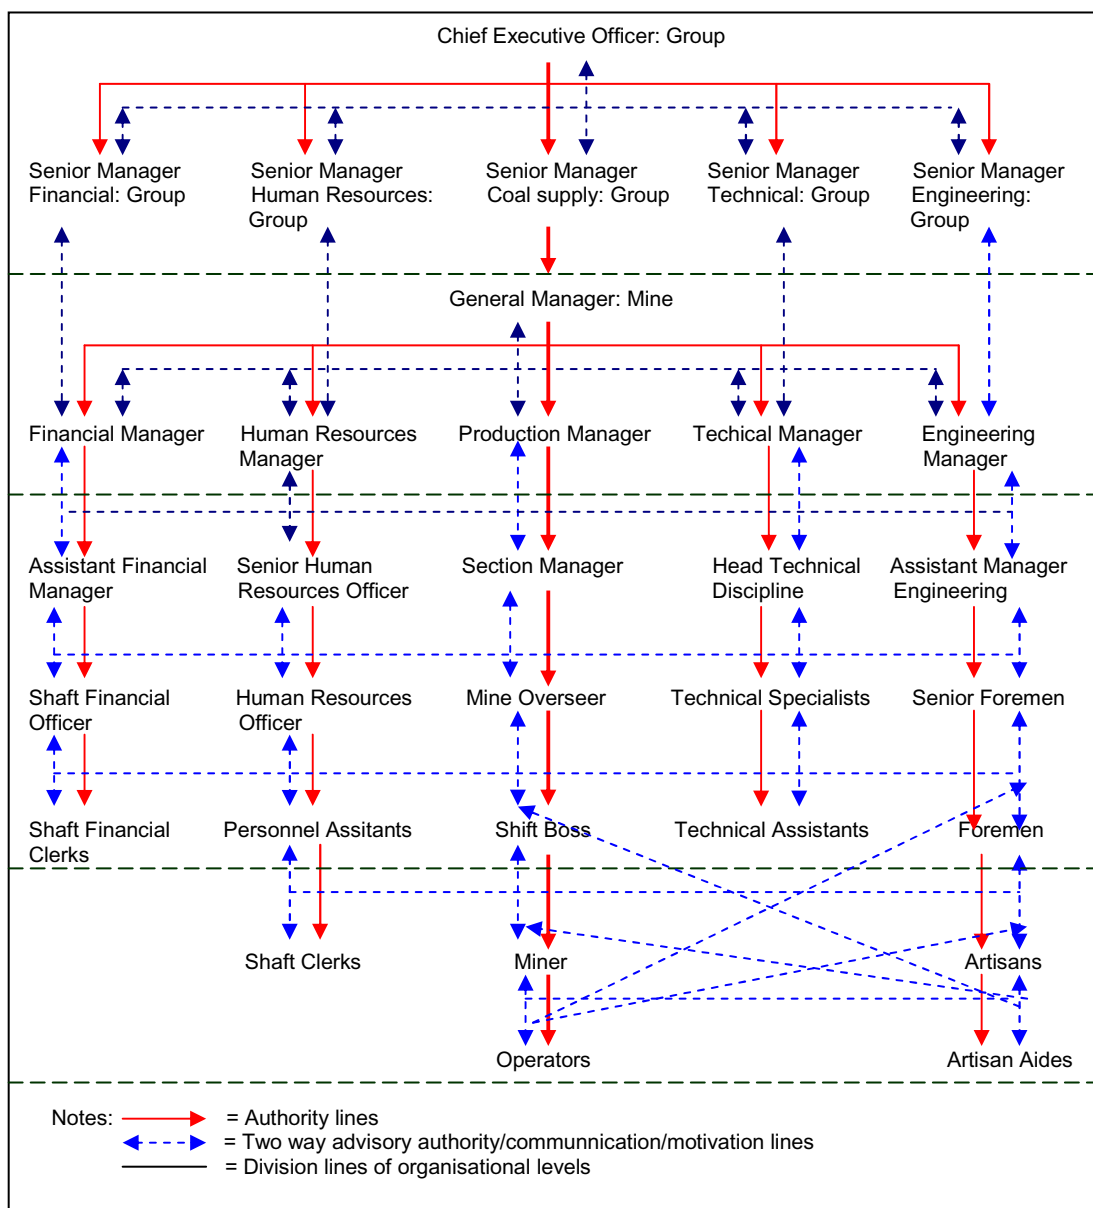 Chief Executive Officer: Group
Senior Manager
Financial: Group
Senior Manager
Human Resources:
Group
Senior Manager
Coal supply: Group
Senior Manager
Technical: Group
Senior Manager
Engineering:
Group
General Manager: Mine
Financial Manager
Human Resources
Manager
Production Manager
Techical Manager
Engineering
Manager
Assistant Financial
Manager
Senior Human
Resources Officer
Section Manager
Head Technical
Discipline
Assistant Manager
Engineering
Shaft Financial
Officer
Human Resources
Officer
Mine Overseer
Technical Specialists
Senior Foremen
Shaft Financial
Clerks
Personnel Assitants
Shift Boss
Technical Assistants
Foremen
Shaft Clerks
Miner
Artisans
Operators
Artisan Aides
Notes:
= Authority lines
= Two way advisory authority/communnication/motivation lines
= Division lines of organisational levels